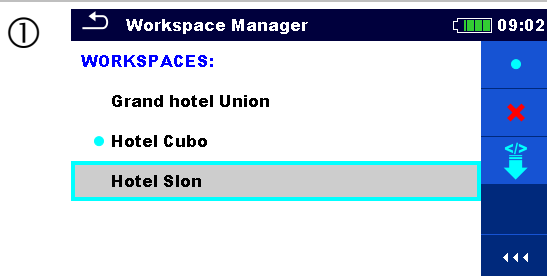 ①
Workspace Manager
09:02
WORKSPACES:
Grand hotel Union
Hotel Cubo
Hotel Slon
</>